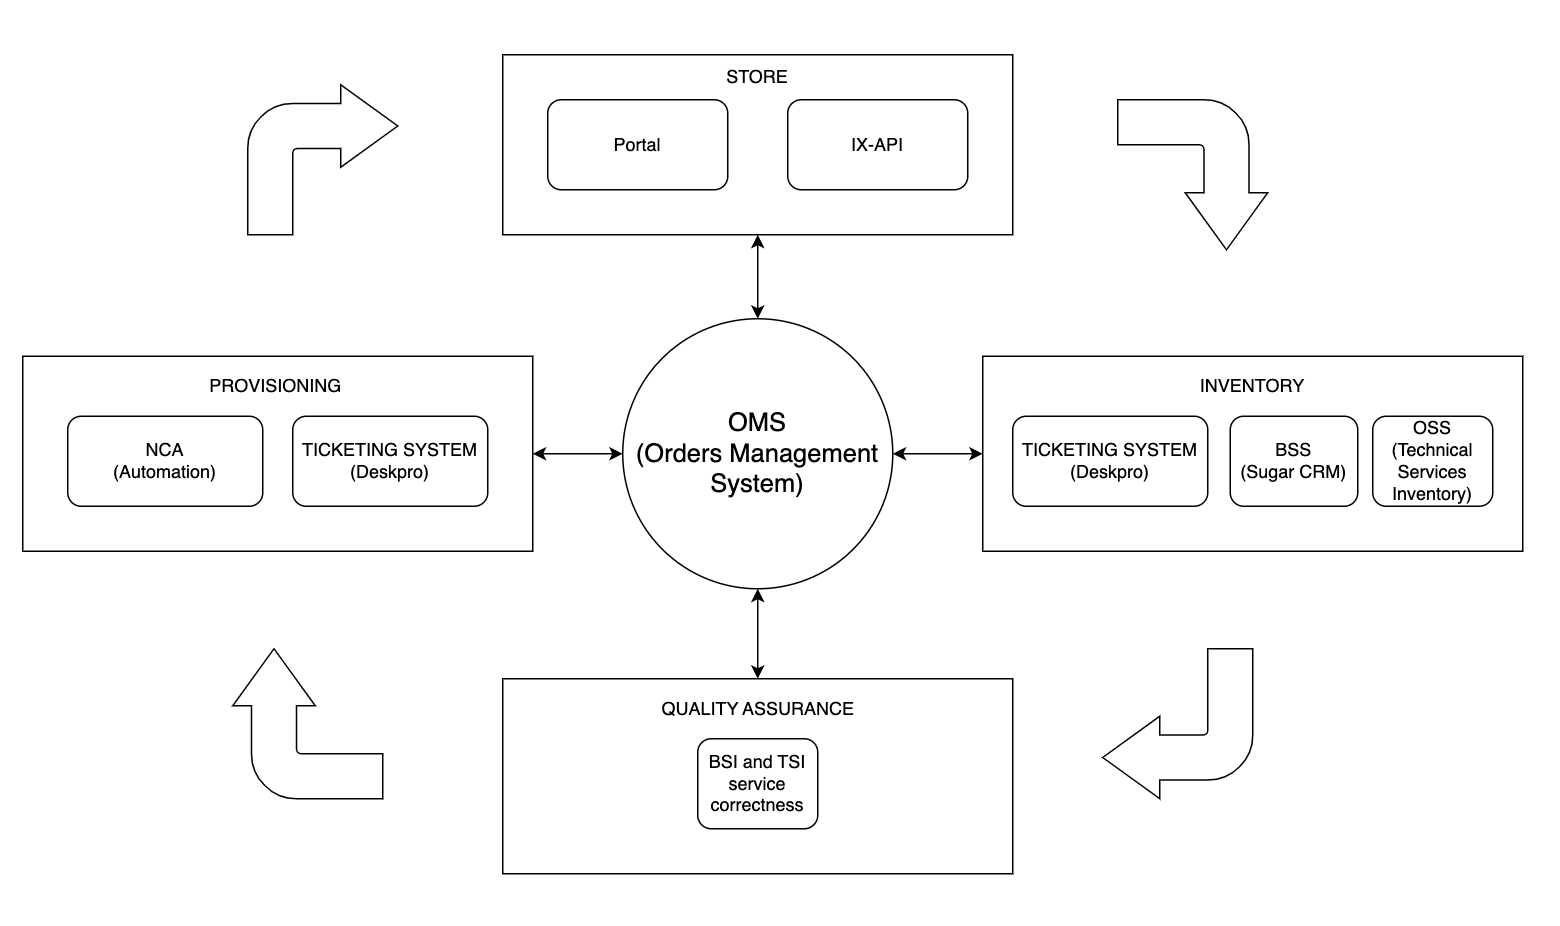 STORE
Portal
IX-API
PROVISIONING
NCA
(Automation)
TICKETING SYSTEM
(Deskpro)
OMS
(Orders Management
System)
INVENTORY
TICKETING SYSTEM
(Deskpro)
BSS
(Sugar CRM)
OSS
(Technical
Services
Inventory)
QUALITY ASSURANCE
BSI and TSI
service
correctness